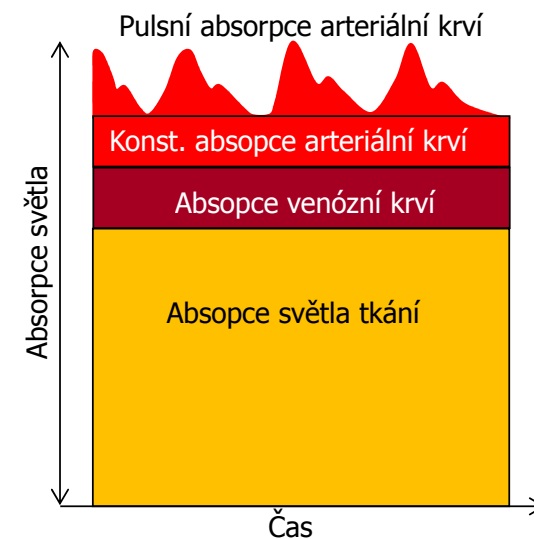 Pulsní absorpce arteriální krví
Konst. absopce arteriální krví
Absopce venózní krví
Absopce světla tkání
Absorpce světla
Čas